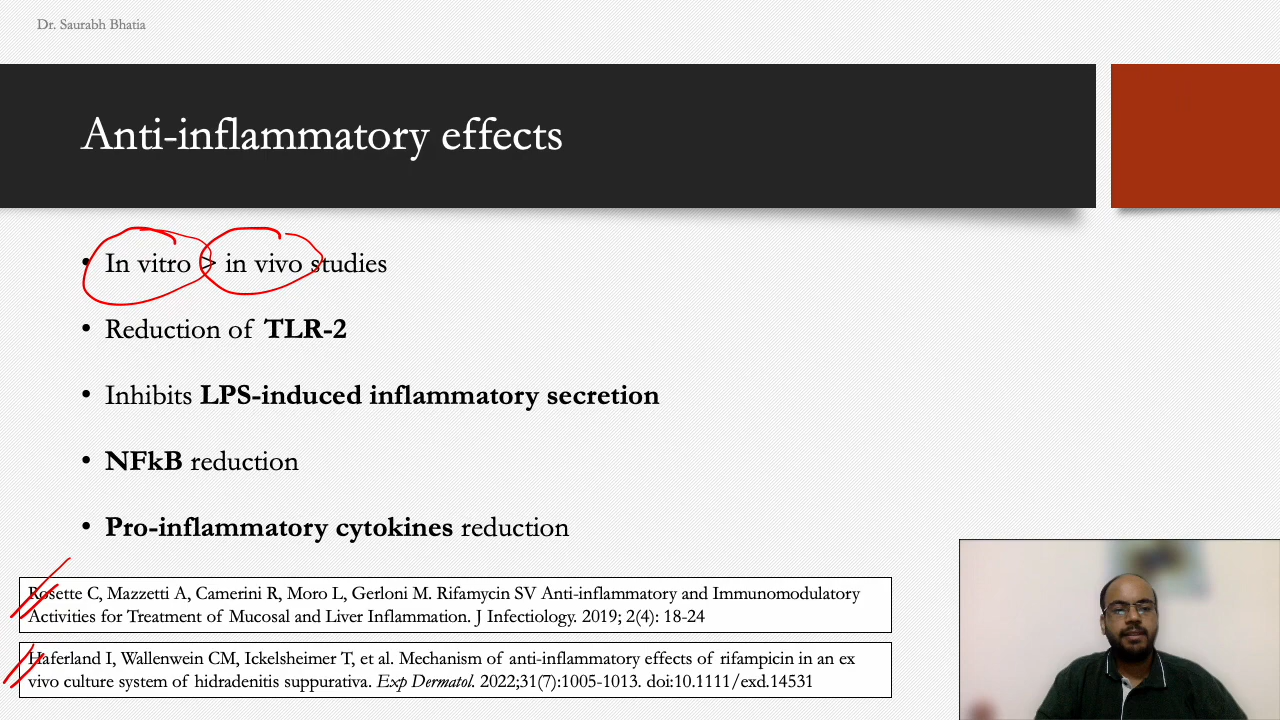 Dr. Saurabh Bhatia
Anti-inflammatory effects
• In vitro > in vivo studies
• Reduction of TLR-2
• Inhibits LPS-induced inflammatory secretion
• NFkB reduction
• Pro-inflammatory cytokines reduction
Rosette C, Mazzetti A, Camerini R, Moro L, Gerloni M. Rifamycin SV Anti-inflammatory and Immunomodulatory
Activities for Treatment of Mucosal and Liver Inflammation. J Infectiology. 2019; 2(4): 18-24
Haferland I, Wallenwein CM, Ickelsheimer T, et al. Mechanism of anti-inflammatory effects of rifampicin in an ex
vivo culture system of hidradenitis suppurativa. Exp Dermatol. 2022;31(7):1005-1013. doi:10.1111/exd.14531